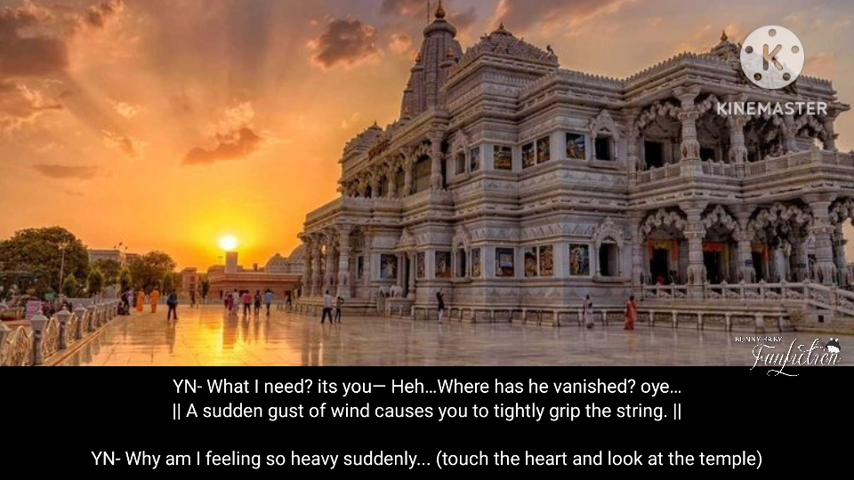 KINEMASTER
BUNNY BABY
Fanfiction
YN- What I need? its you— Heh...Where has he vanished? oye...
|| A sudden gust of wind causes you to tightly grip the string. ||
YN- Why am I feeling so heavy suddenly... (touch the heart and look at the temple)